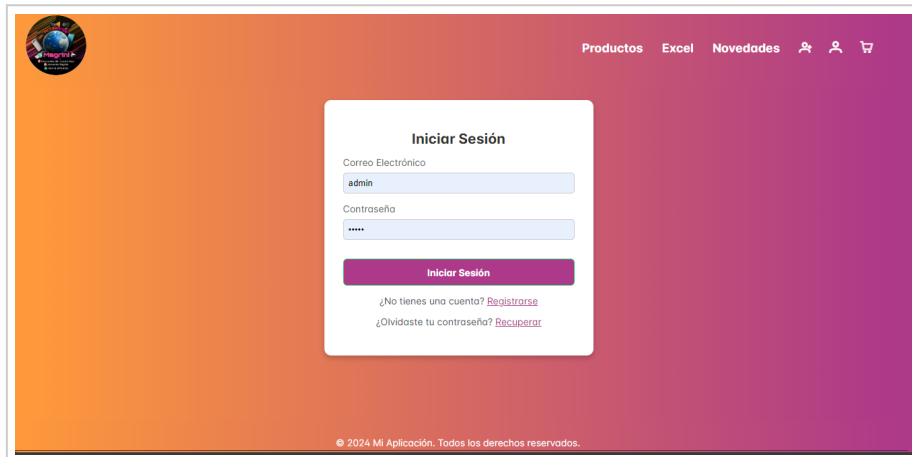 Magrini
Productos Excel Novedades
Iniciar Sesión
Correo Electrónico
admin
Contraseña
•••••
Iniciar Sesión
¿No tienes una cuenta? Registrarse
¿Olvidaste tu contraseña? Recuperar
© 2024 Mi Aplicación. Todos los derechos reservados.